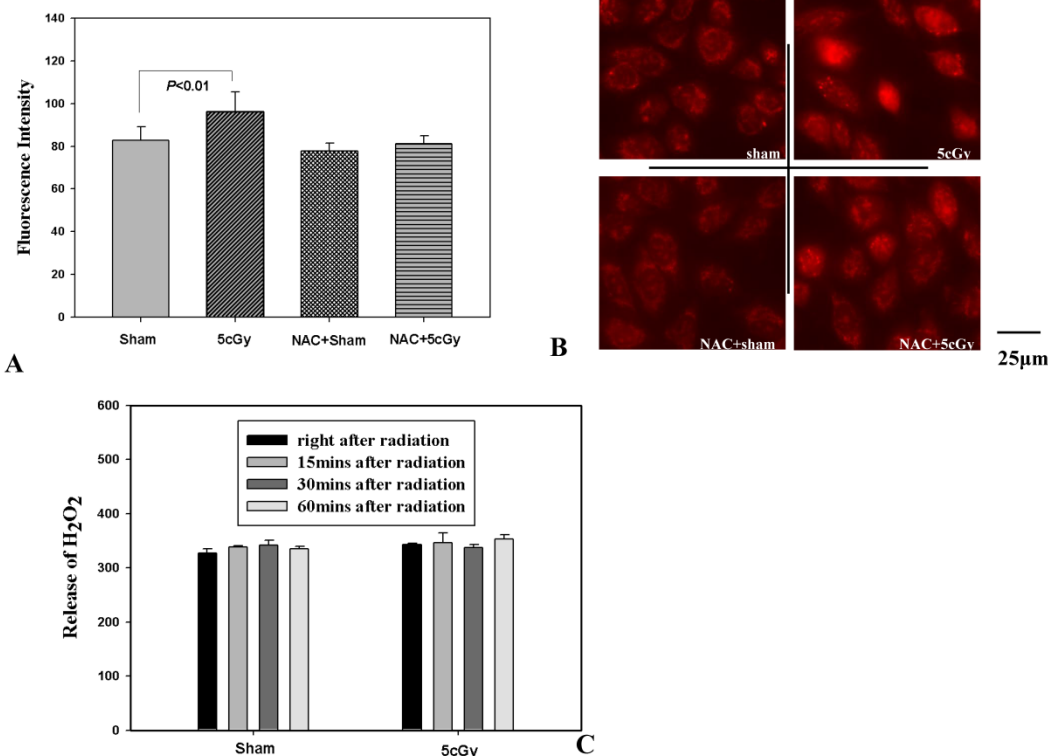 140
120
100
80
60
40
20
0
Fluorescence Intensity
P<0.01
Sham 5cGy NAC+Sham NAC+5cGy
A
sham 5cGy
NAC+sham NAC+5cGy
B
25μm
600
500
400
300
200
100
0
Release of H₂O₂
right after radiation
15mins after radiation
30mins after radiation
60mins after radiation
Sham 5cGy
C